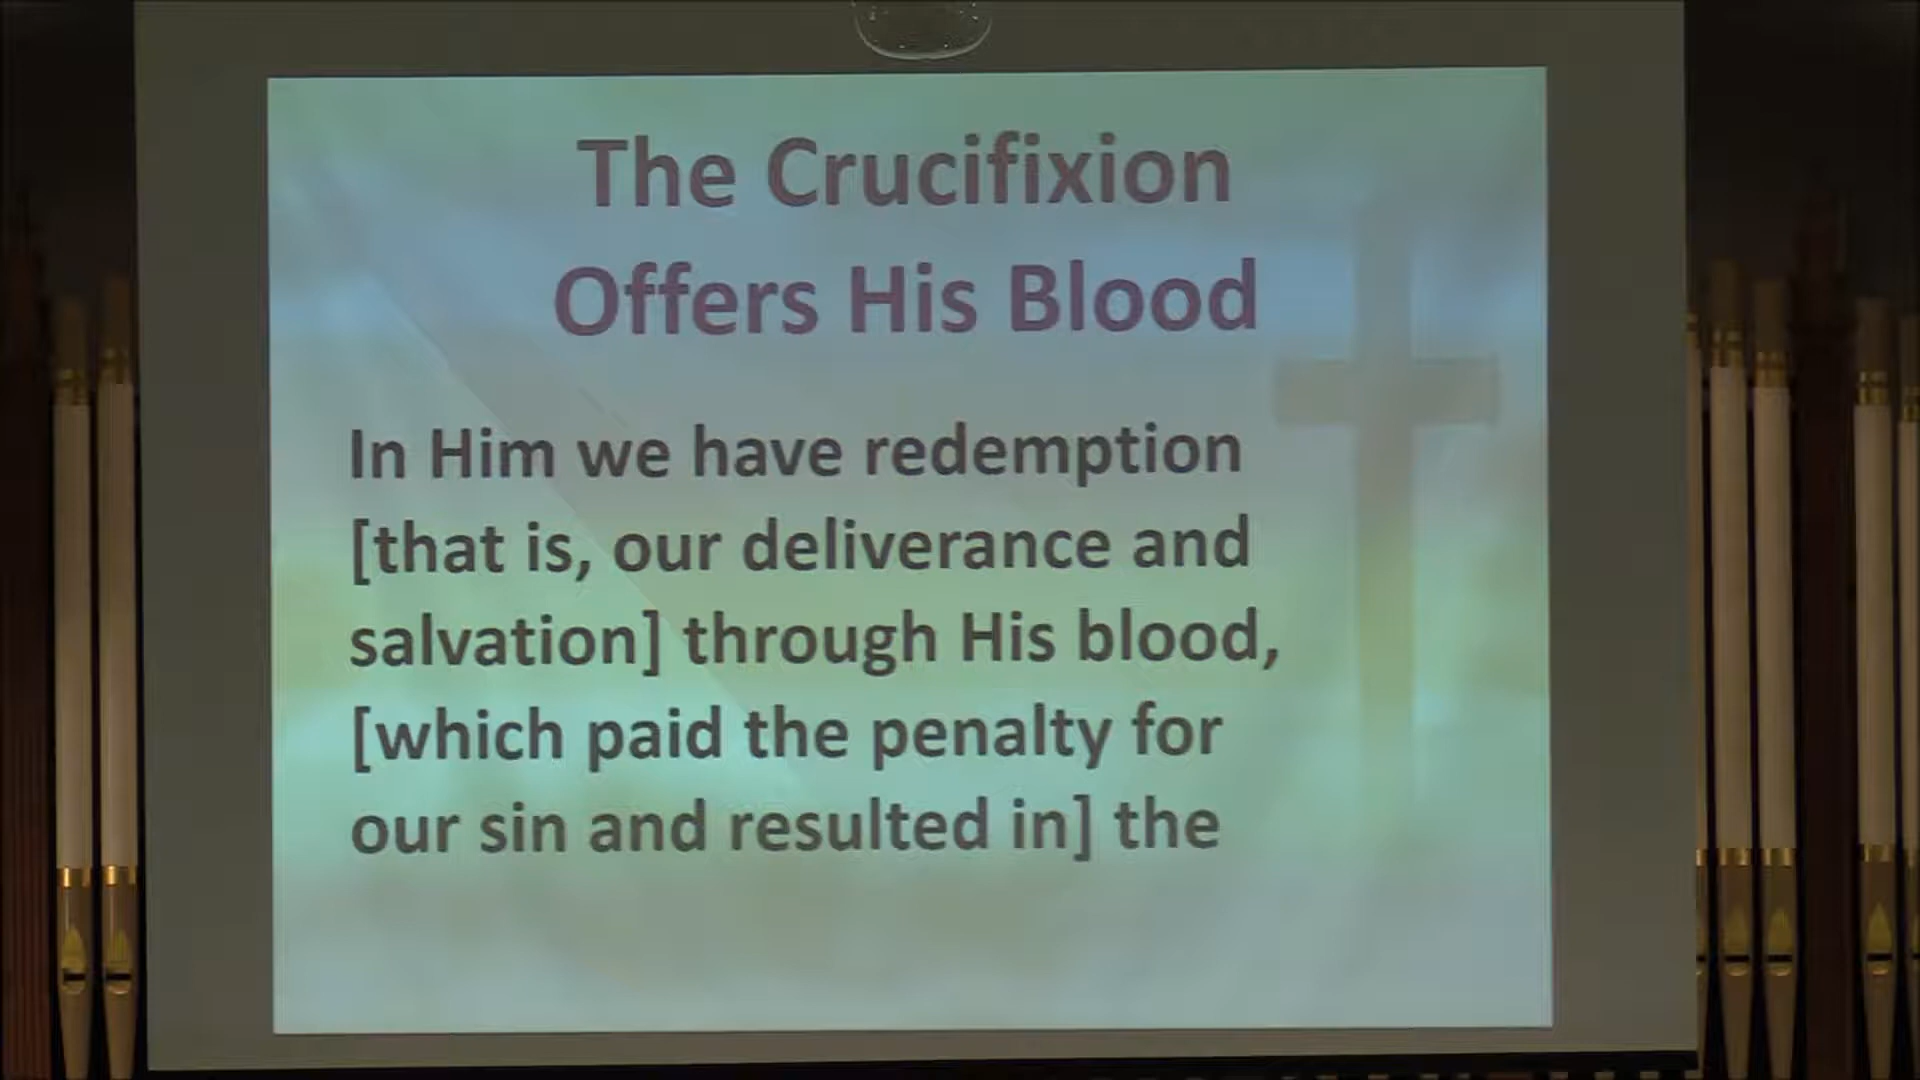 The Crucifixion
Offers His Blood
In Him we have redemption
[that is, our deliverance and
salvation] through His blood,
[which paid the penalty for
our sin and resulted in] the